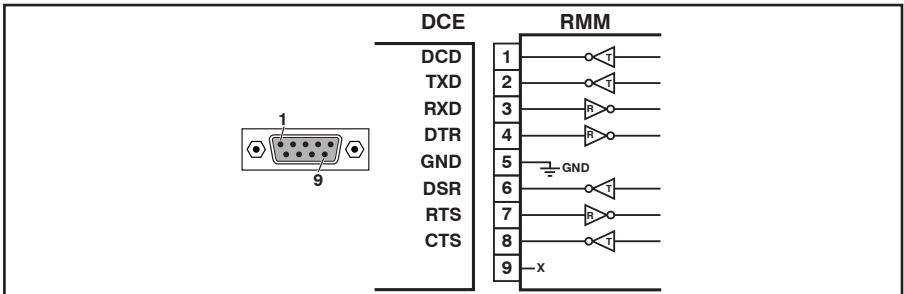 DCE RMM
DCD 1 T
TXD 2 T
RXD 3 R
DTR 4 R
GND 5 GND
DSR 6 T
RTS 7 R
CTS 8 T
9 X
1
9